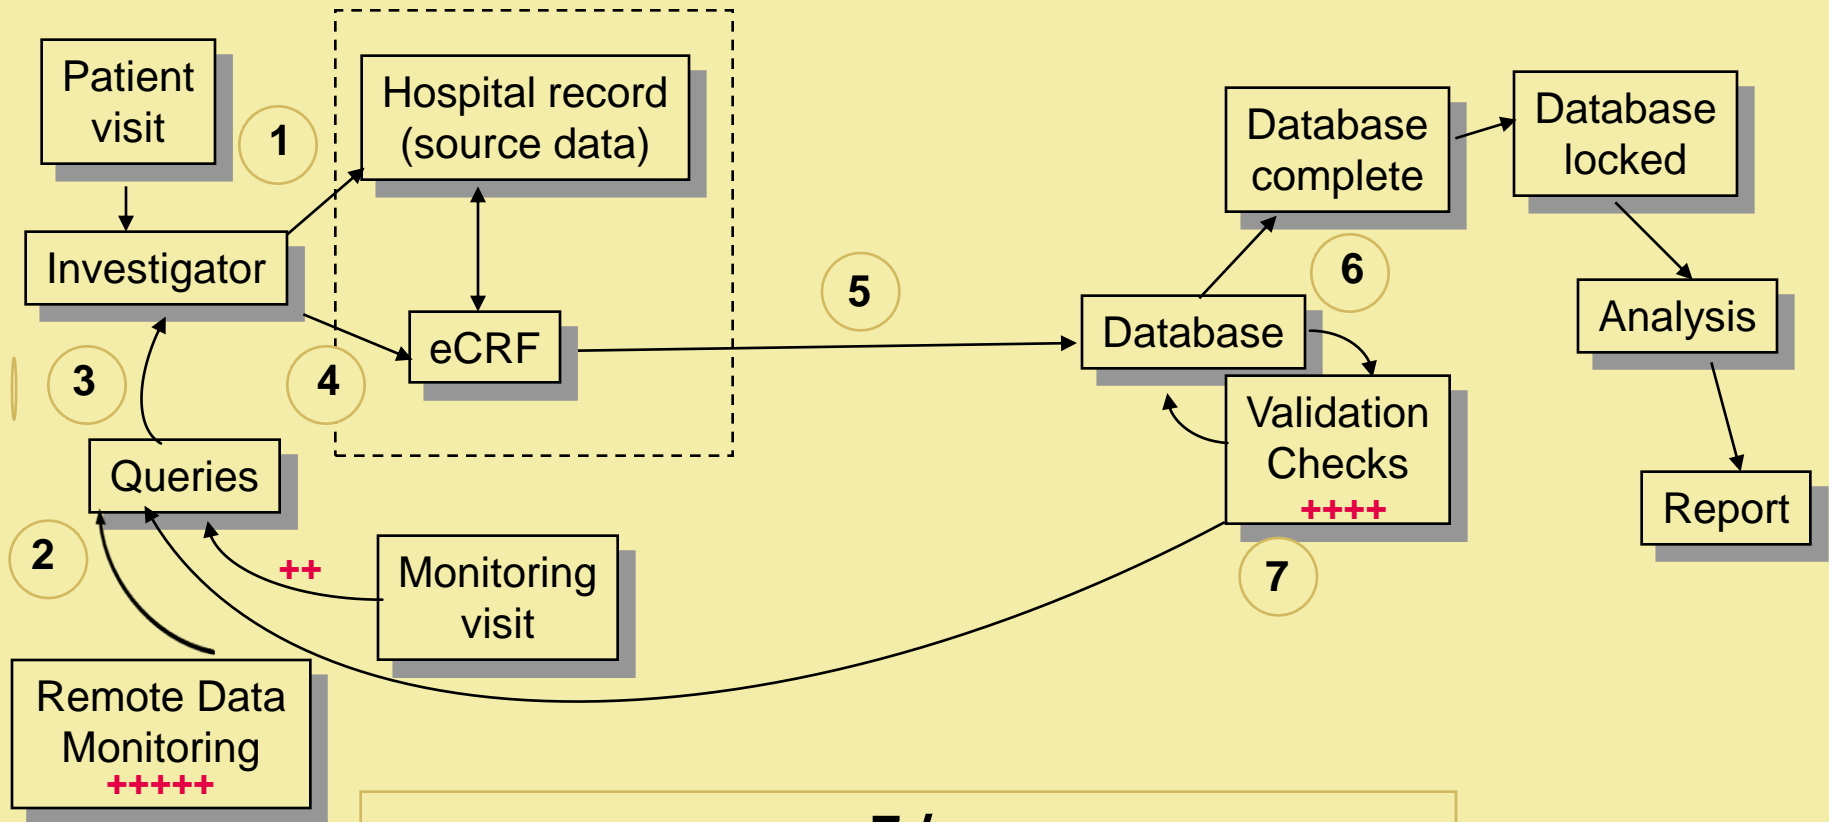 Patient
visit
1
Hospital record
(source data)
Database
complete
Database
locked
Investigator
5
6
eCRF
Database
Analysis
3
4
Validation
Checks
++++
Queries
Report
2
++
Monitoring
visit
7
Remote Data
Monitoring
+++++